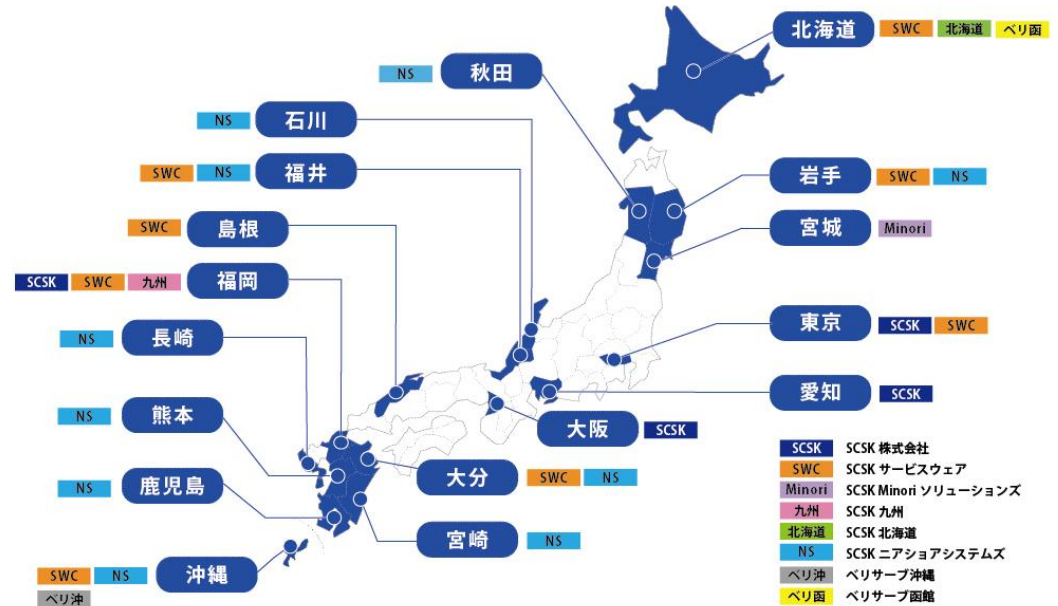 北海道 SWC 北海道 ベリ函
NS 秋田
NS 石川
SWC NS 福井
岩手 SWC NS
SWC 島根
宮城 Minori
SCSK SWC 九州 福岡
NS 長崎
東京 SCSK SWC
愛知 SCSK
NS 熊本
大阪 SCSK
NS 鹿児島
大分 SWC NS
宮崎 NS
SWC NS 沖縄
ベリ沖
SCSK SCSK 株式会社
SWC SCSK サービスウェア
Minori SCSK Minori ソリューションズ
九州 SCSK 九州
北海道 SCSK 北海道
NS SCSK ニアショアシステムズ
ベリ沖 ベリサーブ沖縄
ベリ函 ベリサーブ函館